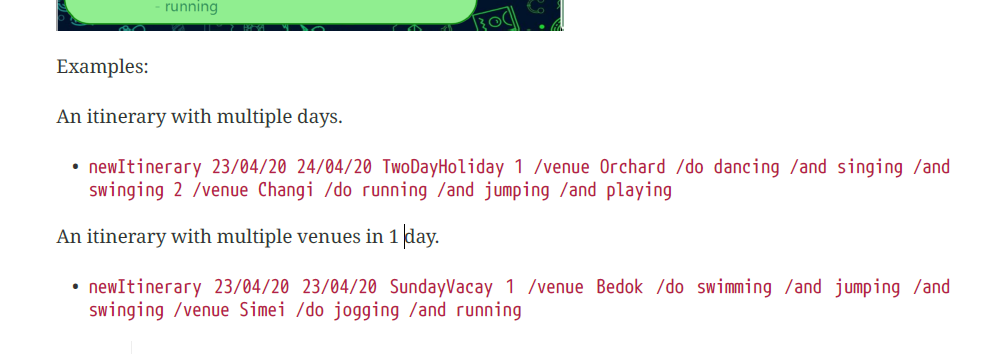 - running
Examples:
An itinerary with multiple days.
• newItinerary 23/04/20 24/04/20 TwoDayHoliday 1 /venue Orchard /do dancing /and singing /and
swinging 2 /venue Changi /do running /and jumping /and playing
An itinerary with multiple venues in 1 day.
• newItinerary 23/04/20 23/04/20 SundayVacay 1 /venue Bedok /do swimming /and jumping /and
swinging /venue Simei /do jogging /and running